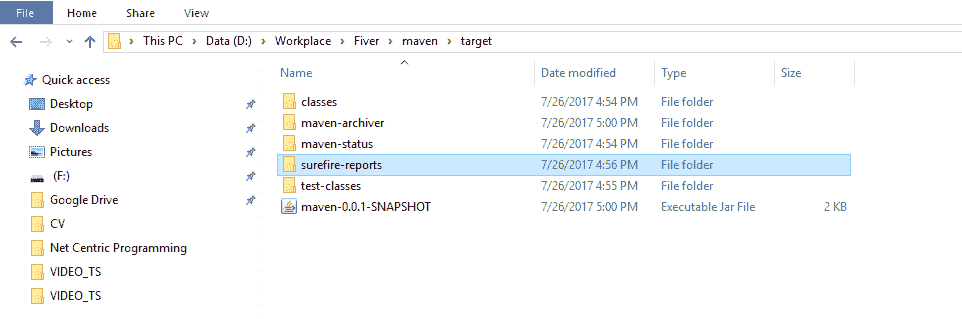 File Home Share View
This PC > Data (D:) > Workplace > Fiver > maven > target
Quick access
Desktop
Downloads
Pictures
(F:)
Google Drive
CV
Net Centric Programming
VIDEO_TS
VIDEO_TS
Name Date modified Type Size
classes 7/26/2017 4:54 PM File folder
maven-archiver 7/26/2017 5:00 PM File folder
maven-status 7/26/2017 4:54 PM File folder
surefire-reports 7/26/2017 4:56 PM File folder
test-classes 7/26/2017 4:55 PM File folder
maven-0.0.1-SNAPSHOT 7/26/2017 5:00 PM Executable Jar File 2 KB